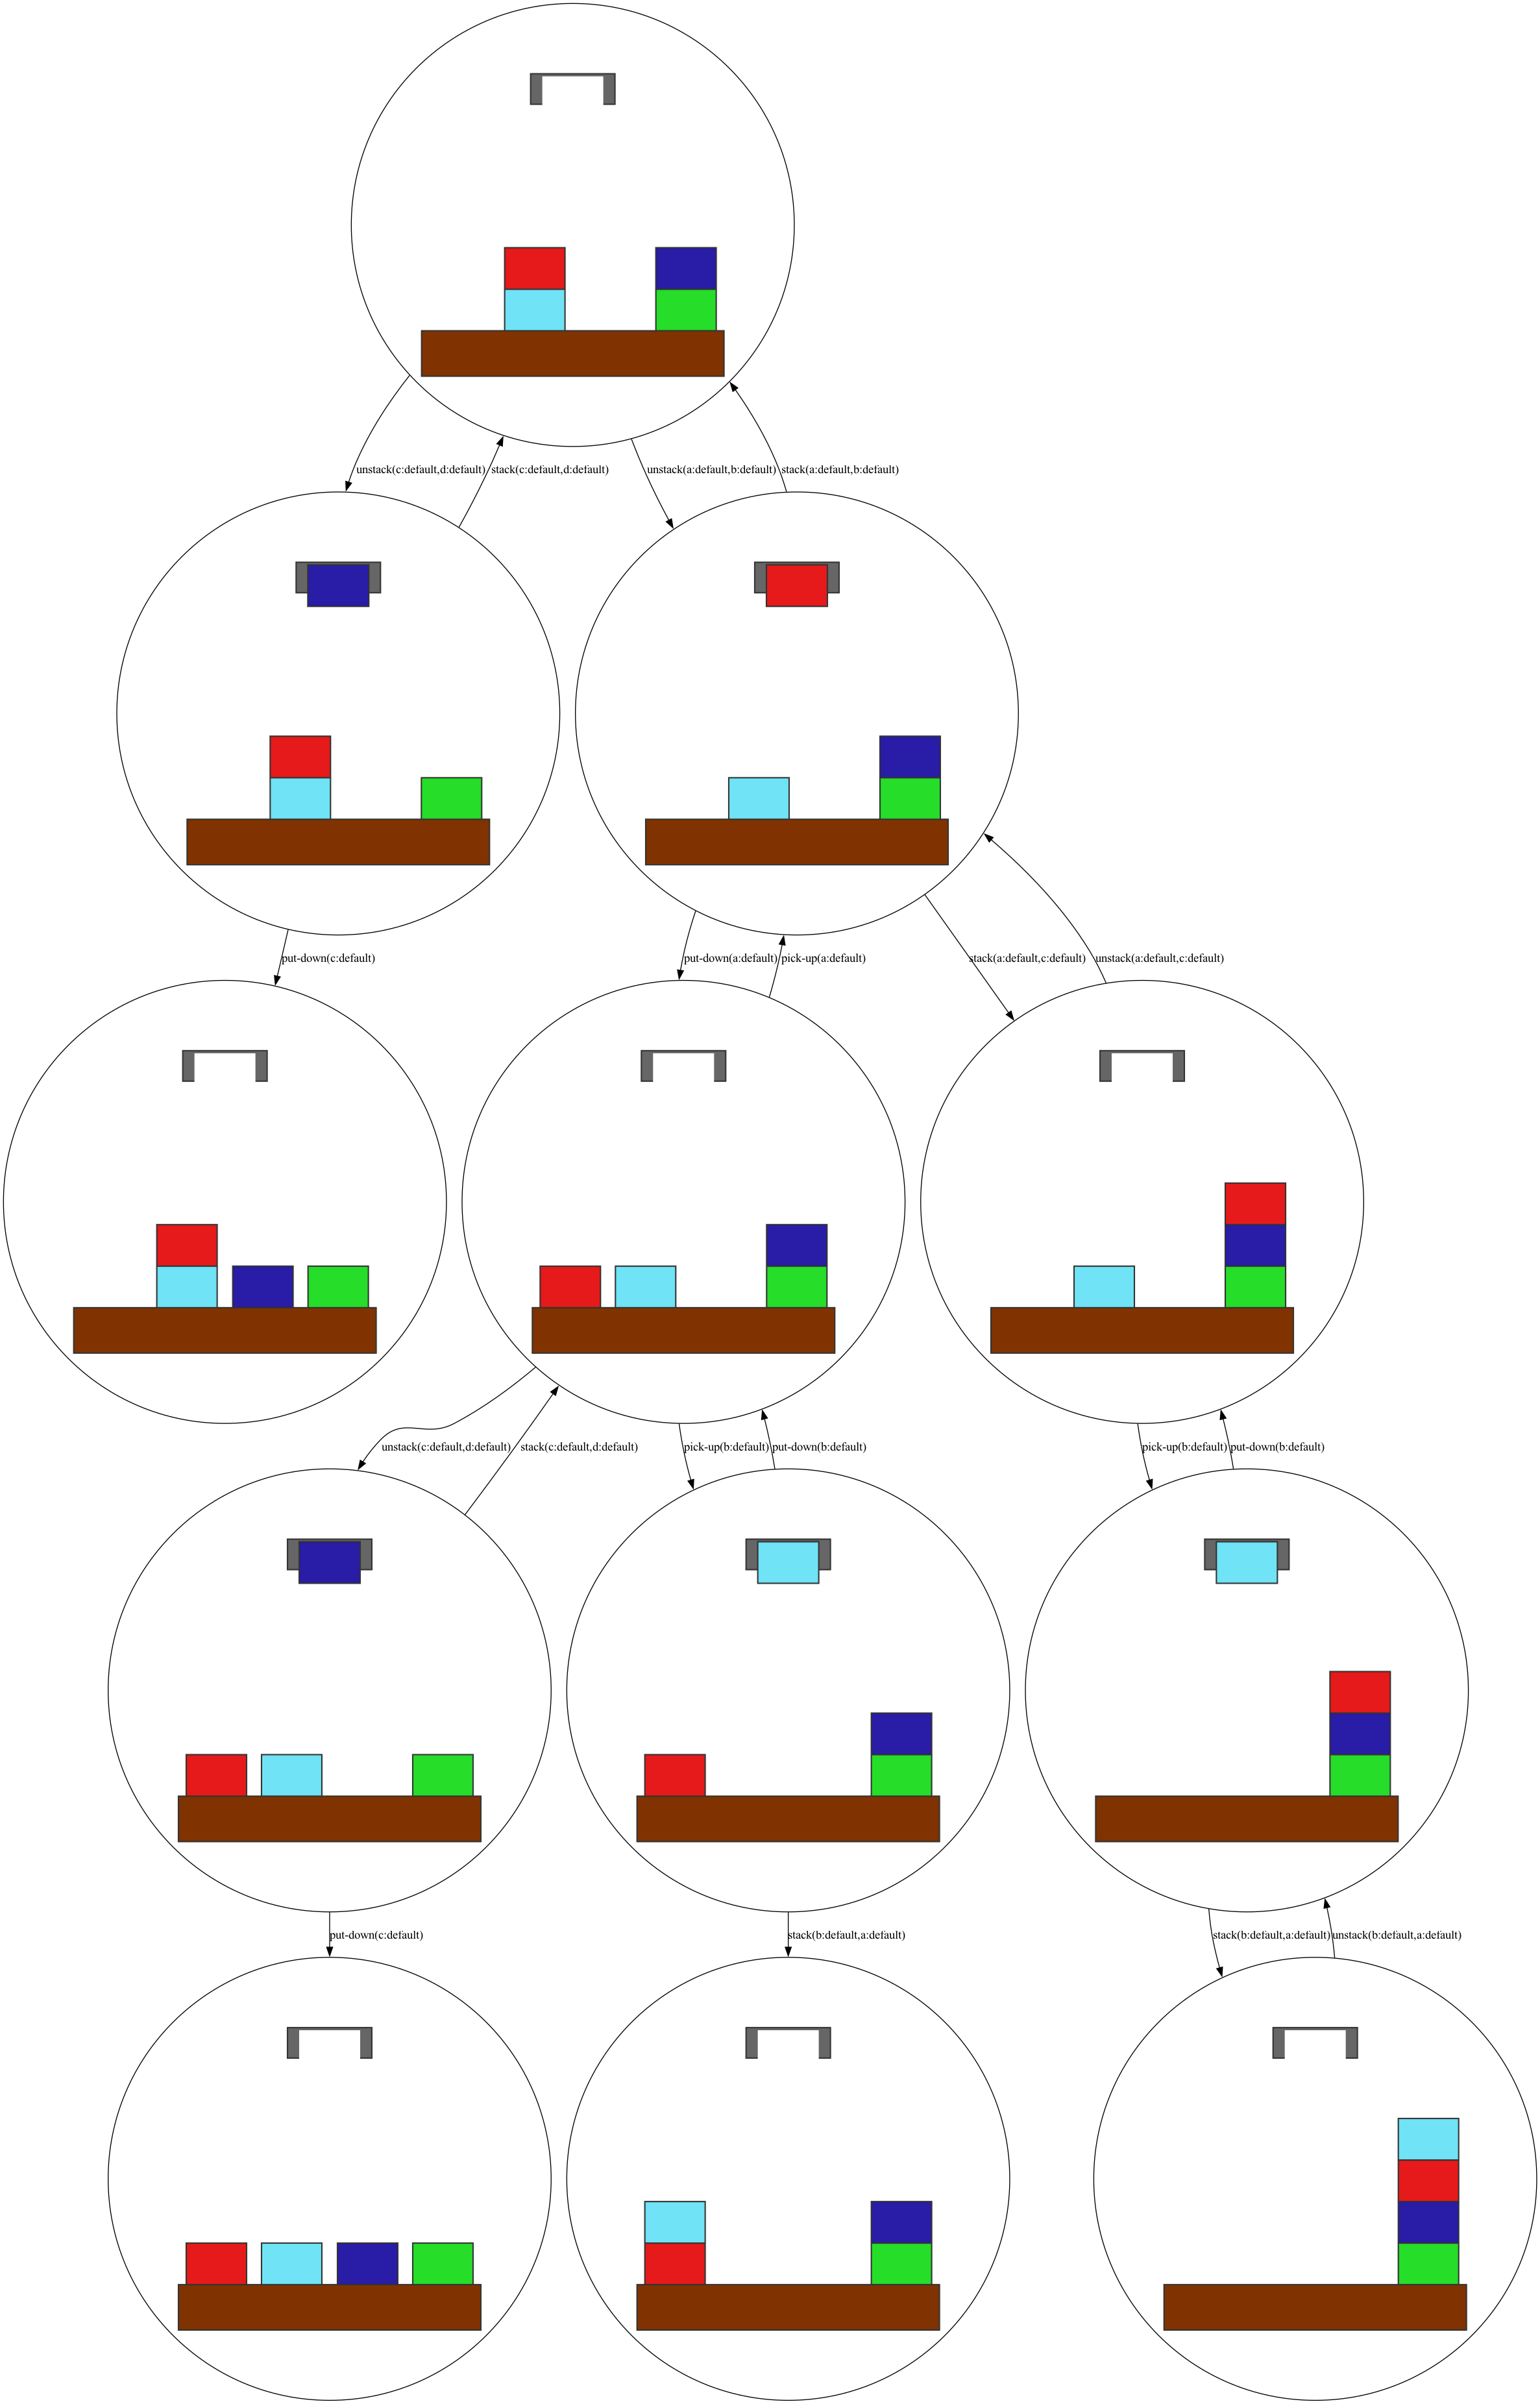 unstack(c:default,d:default)
stack(c:default,d:default)
unstack(a:default,b:default)
stack(a:default,b:default)
put-down(c:default)
put-down(a:default)
pick-up(a:default)
stack(a:default,c:default)
unstack(a:default,c:default)
unstack(c:default,d:default)
stack(c:default,d:default)
pick-up(b:default)
put-down(b:default)
pick-up(b:default)
put-down(b:default)
put-down(c:default)
stack(b:default,a:default)
stack(b:default,a:default)
unstack(b:default,a:default)